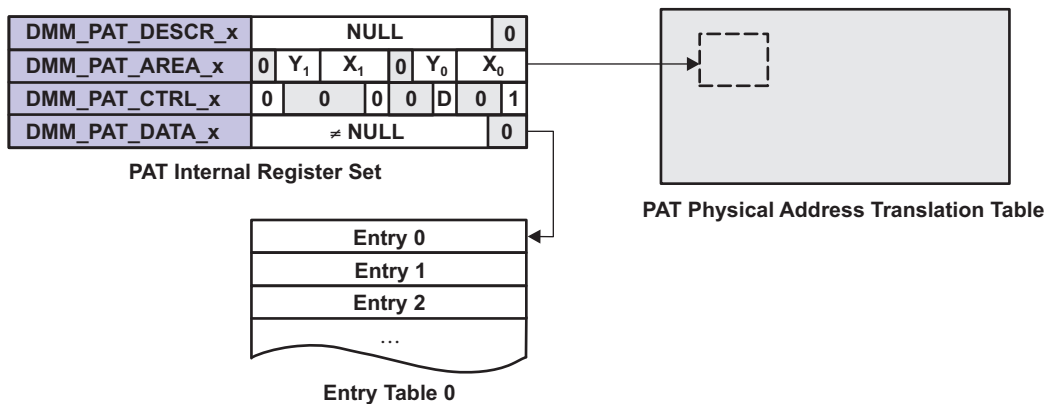 DMM_PAT_DESCR_x NULL 0
DMM_PAT_AREA_x 0 Y1 X1 0 Y0 X0
DMM_PAT_CTRL_x 0 0 0 0 D 0 1
DMM_PAT_DATA_x ≠ NULL 0
PAT Internal Register Set
PAT Physical Address Translation Table
Entry 0
Entry 1
Entry 2
…
Entry Table 0